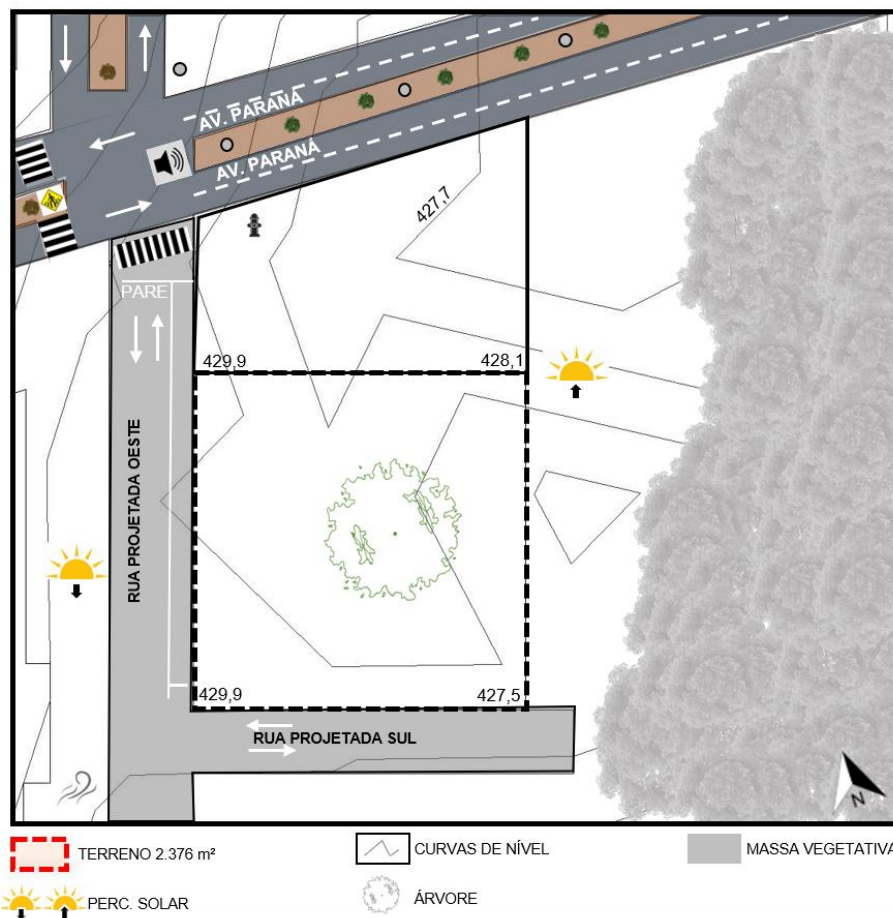 AV. PARANÁ
AV. PARANÁ
427,7
PARE
429,9
428,1
RUA PROJETADA OESTE
429,9
427,5
RUA PROJETADA SUL
N
TERRENO 2.376 m²
CURVAS DE NÍVEL
MASSA VEGETATIVA
PERC. SOLAR
ÁRVORE